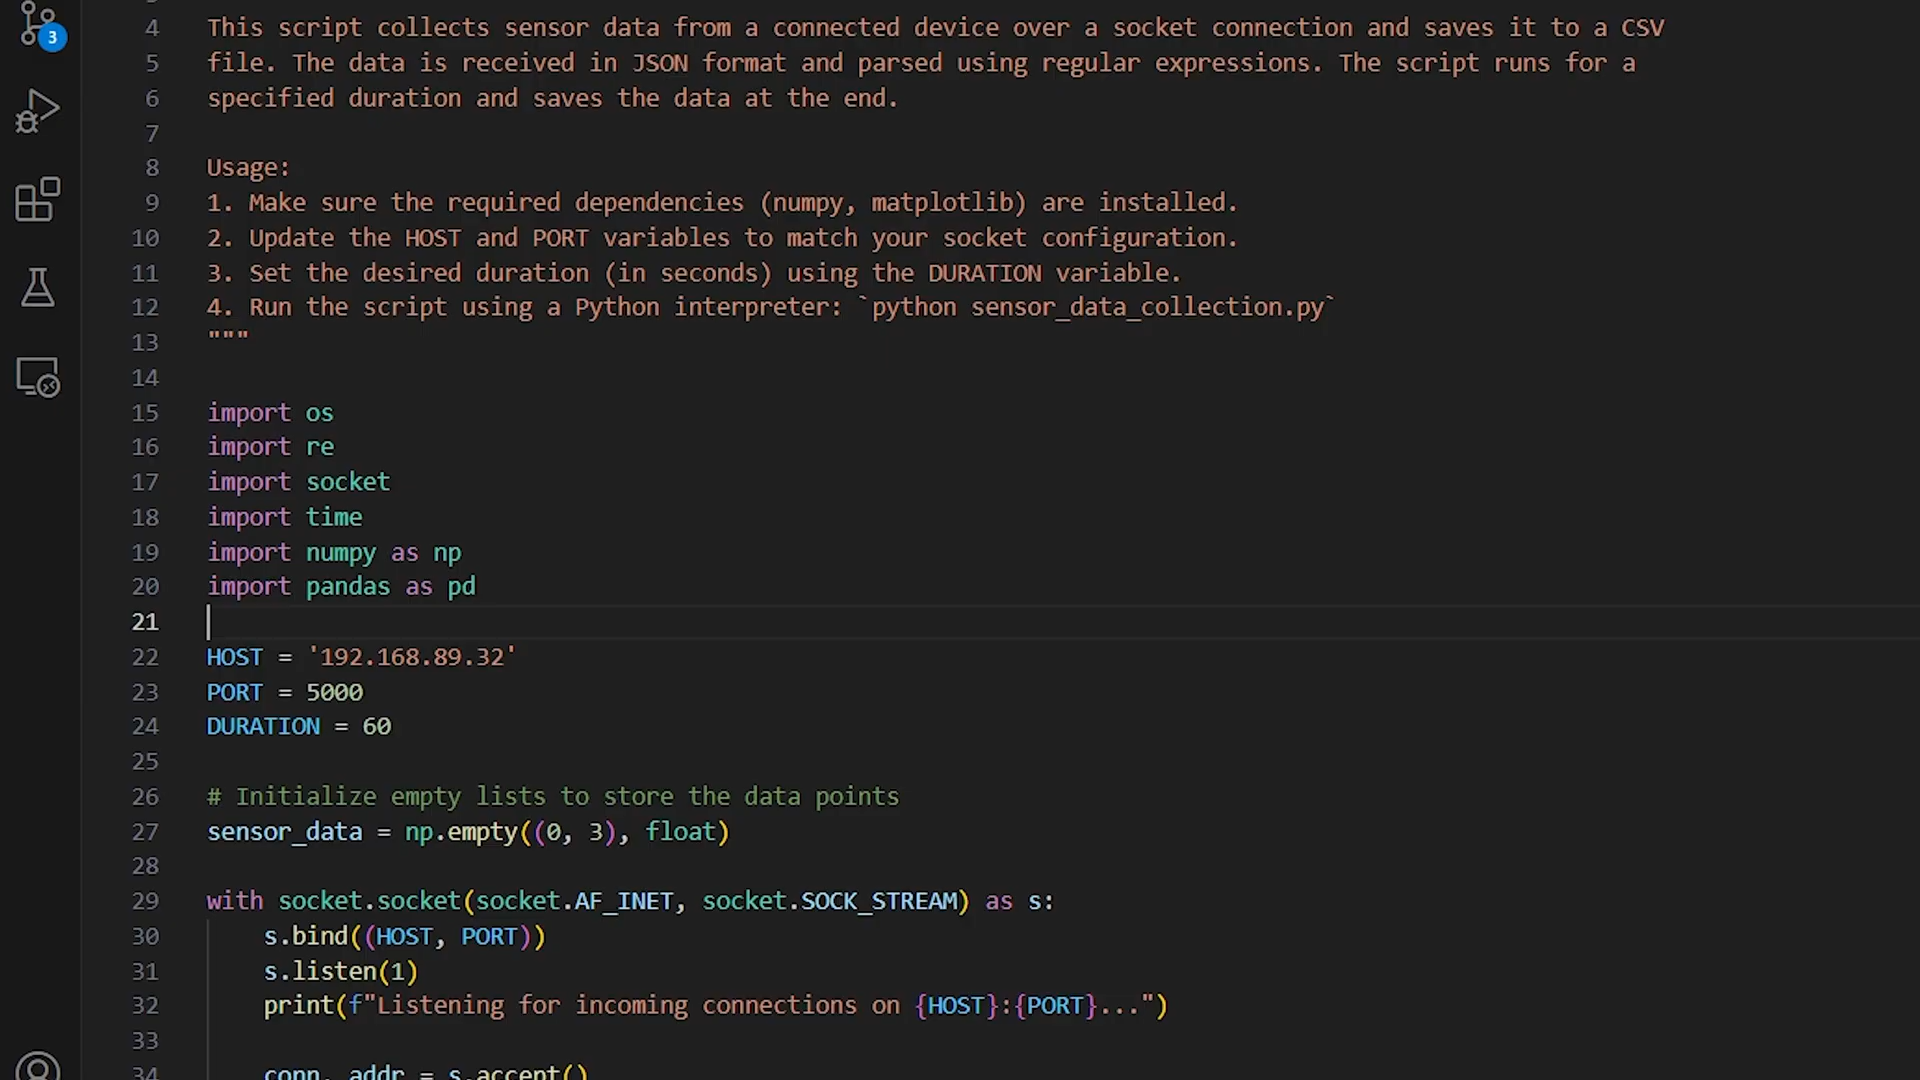 3
4 This script collects sensor data from a connected device over a socket connection and saves it to a CSV
5 file. The data is received in JSON format and parsed using regular expressions. The script runs for a
6 specified duration and saves the data at the end.
7
8 Usage:
9 1. Make sure the required dependencies (numpy, matplotlib) are installed.
10 2. Update the HOST and PORT variables to match your socket configuration.
11 3. Set the desired duration (in seconds) using the DURATION variable.
12 4. Run the script using a Python interpreter: `python sensor_data_collection.py`
13 """
14
15 import os
16 import re
17 import socket
18 import time
19 import numpy as np
20 import pandas as pd
21
22 HOST = '192.168.89.32'
23 PORT = 5000
24 DURATION = 60
25
26 # Initialize empty lists to store the data points
27 sensor_data = np.empty((0, 3), float)
28
29 with socket.socket(socket.AF_INET, socket.SOCK_STREAM) as s:
30     s.bind((HOST, PORT))
31     s.listen(1)
32     print(f"Listening for incoming connections on {HOST}:{PORT}...")
33
34     conn, addr = s.accept()